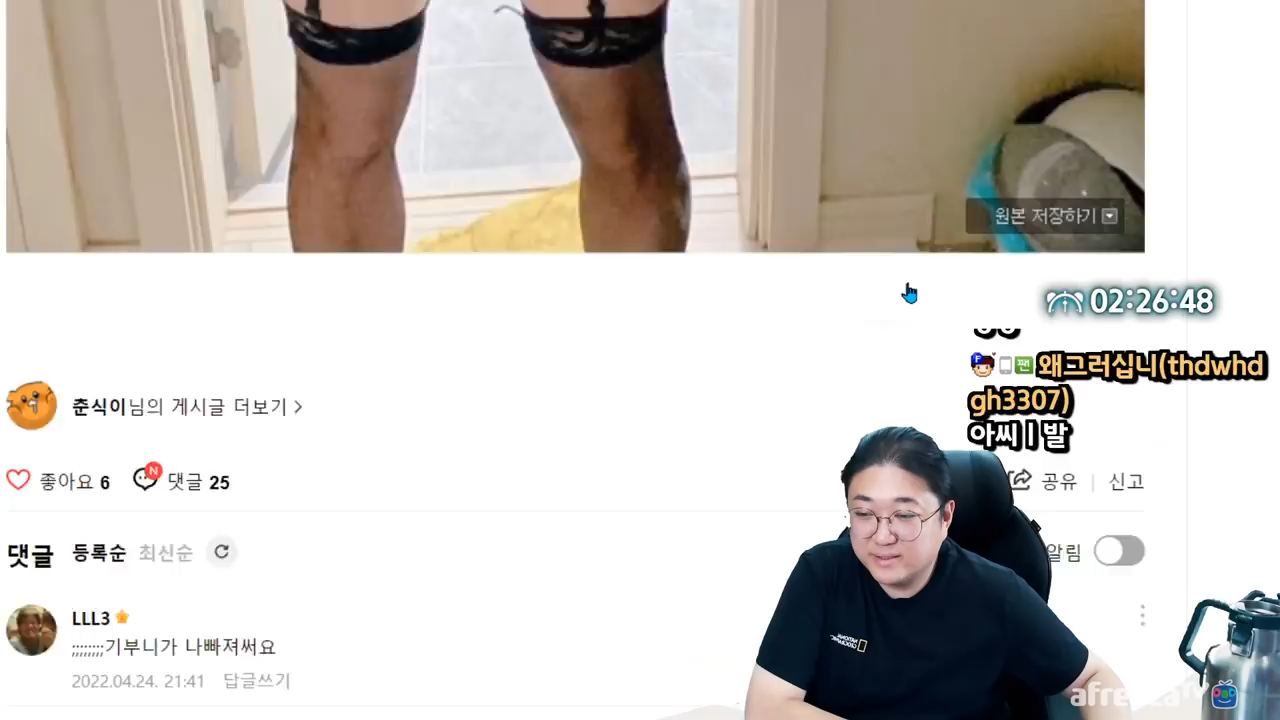 원본 저장하기
02:26:48
왜그러십니(thdwhd
gh3307)
아씨ㅣ발
춘식이님의 게시글 더보기
좋아요 6 댓글 25
공유 | 신고
댓글 등록순 최신순
알림
LLL3
;;;;;;;;기부니가 나빠져써요
2022.04.24. 21:41 답글쓰기
NATIONAL
GEOGRAPHIC